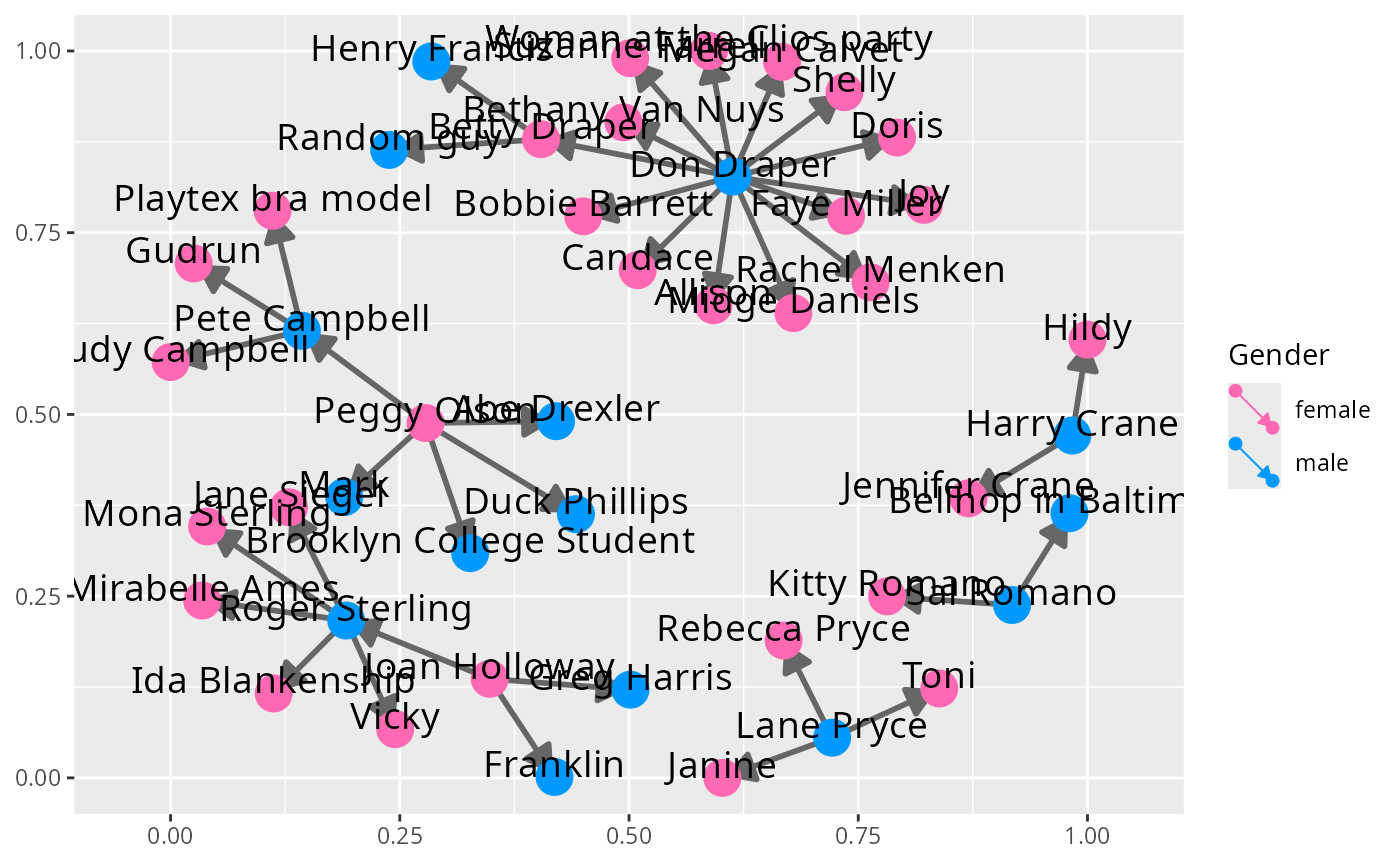 1.00
0.75
0.50
0.25
0.00
0.00
0.25
0.50
0.75
1.00
Henry Francis
Woman at the Clios party
Suzanne Farrell
Megan Calvet
Shelly
Bethany Van Nuys
Betty Draper
Doris
Random guy
Don Draper
Playtex bra model
Bobbie Barrett
Faye Miller
Joy
Gudrun
Candace
Rachel Menken
Allison
Midge Daniels
Pete Campbell
udy Campbell
Hildy
Peggy Olson
Abe Drexler
Harry Crane
Mark
Jane Siegel
Mona Sterling
Duck Phillips
Jennifer Crane
Bellhop in Baltim
Brooklyn College Student
Mirabelle Ames
Roger Sterling
Kitty Romano
Sal Romano
Rebecca Pryce
Joan Holloway
Greg Harris
Ida Blankenship
Toni
Vicky
Lane Pryce
Franklin
Janine
Gender
female
male